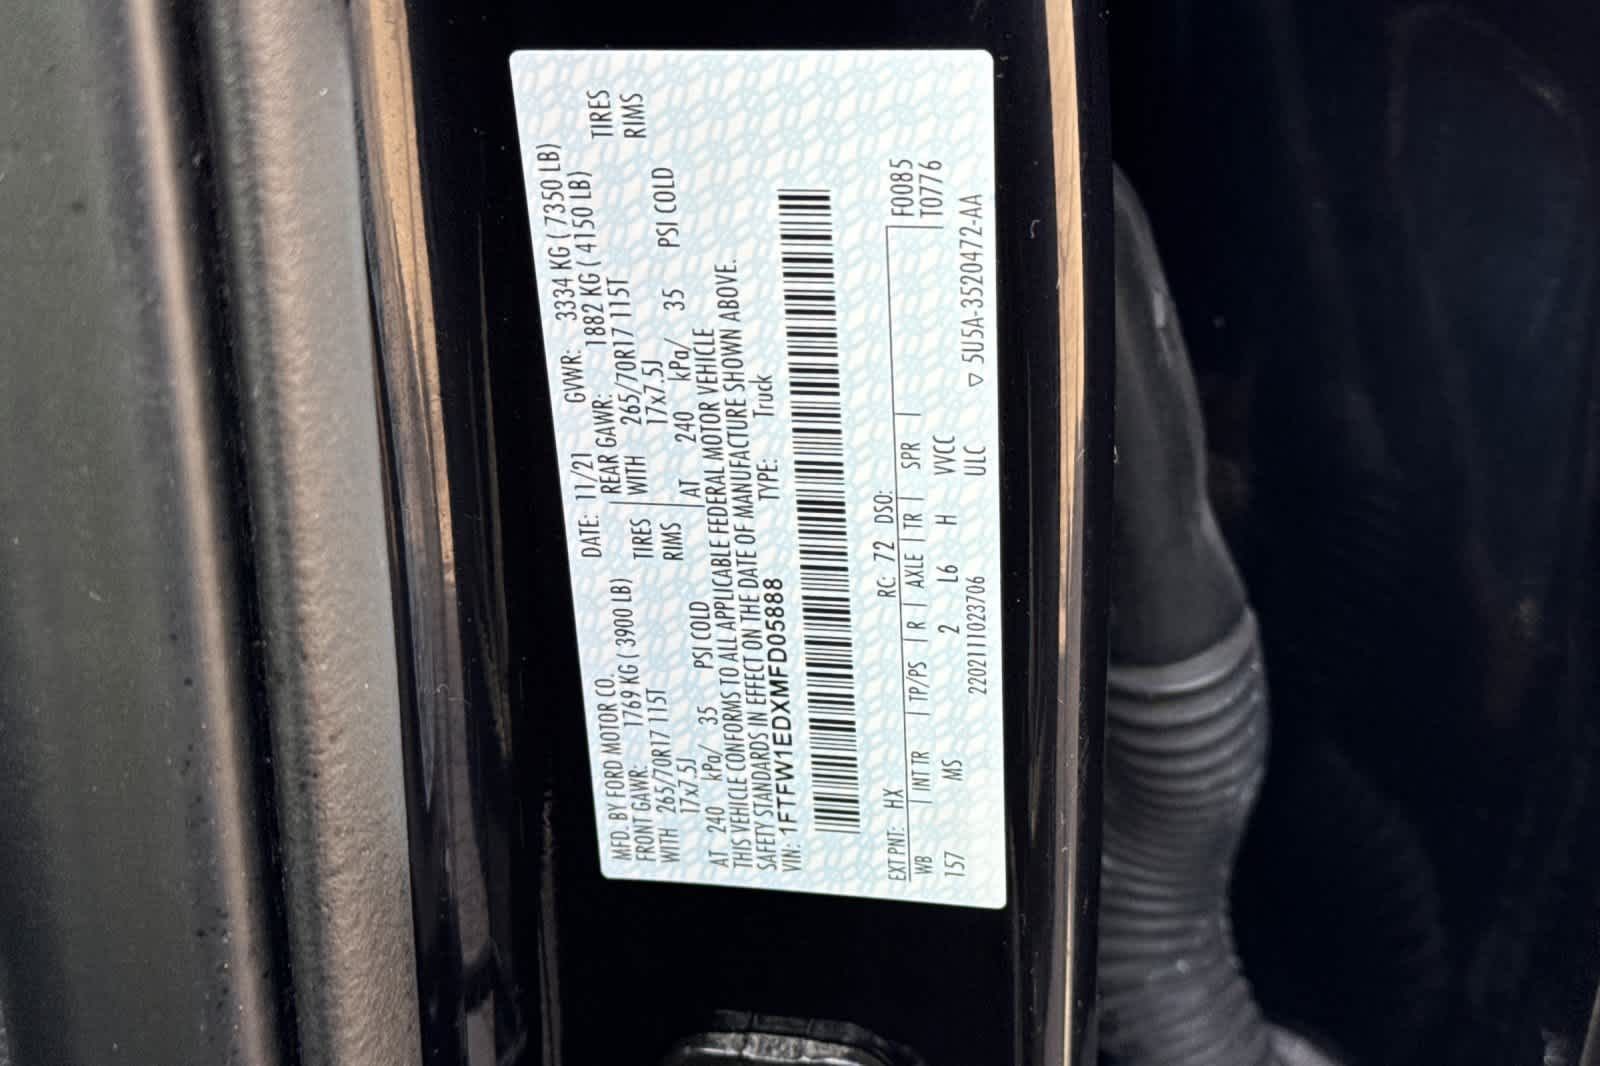 MFD. BY FORD MOTOR CO. DATE: 11/21 GVWR: 3334 KG ( 7350 LB)
FRONT GAWR: 1769 KG ( 3900 LB) REAR GAWR: 1882 KG ( 4150 LB)
WITH 265/70R17 115T TIRES WITH 265/70R17 115T TIRES
17x7.5J RIMS 17x7.5J RIMS
AT 240 kPa/ 35 PSI COLD AT 240 kPa/ 35 PSI COLD
THIS VEHICLE CONFORMS TO ALL APPLICABLE FEDERAL MOTOR VEHICLE
SAFETY STANDARDS IN EFFECT ON THE DATE OF MANUFACTURE SHOWN ABOVE.
VIN: 1FTFW1EDXMFD05888 TYPE: Truck
EXT PNT: HX RC: 72 DSO: F0085
WB INT TR TP/PS R AXLE TR SPR T0776
157 MS 2 L6 H VVCC
ULC
2202111023706 ▽ 5U5A-3520472-AA